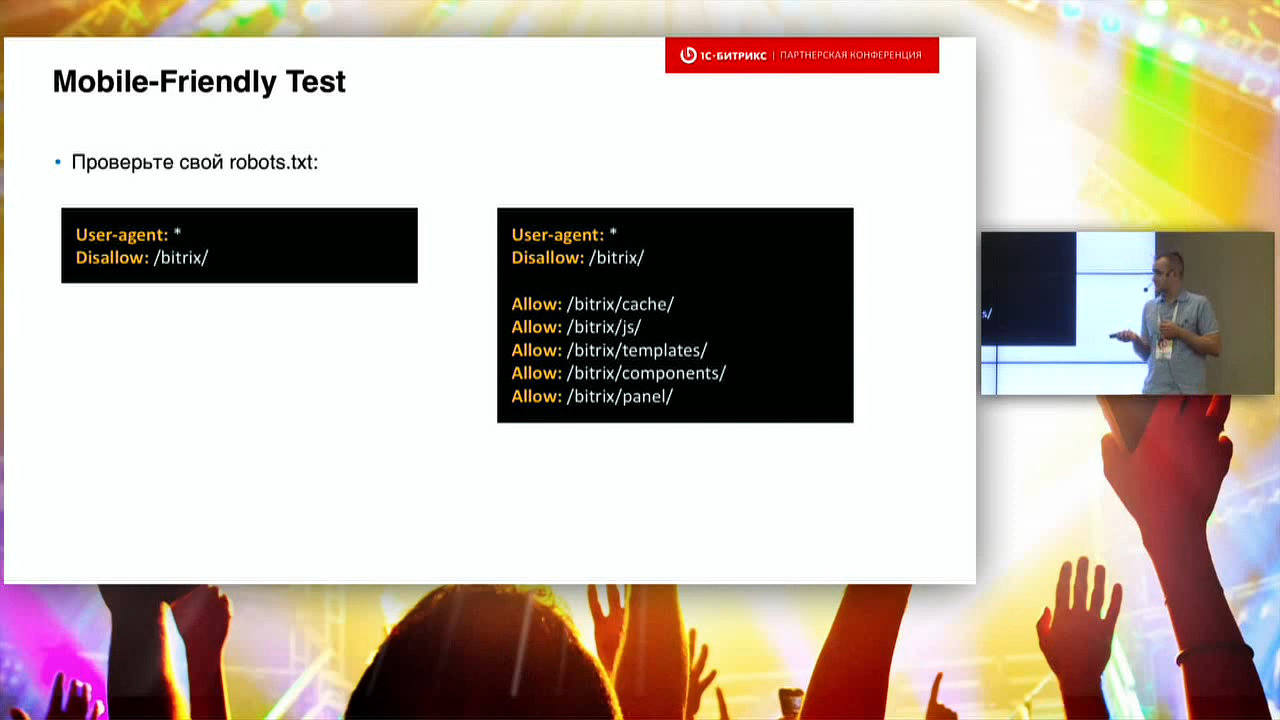 1С-БИТРИКС | ПАРТНЕРСКАЯ КОНФЕРЕНЦИЯ
Mobile-Friendly Test
• Проверьте свой robots.txt:
User-agent: *
Disallow: /bitrix/
User-agent: *
Disallow: /bitrix/
Allow: /bitrix/cache/
Allow: /bitrix/js/
Allow: /bitrix/templates/
Allow: /bitrix/components/
Allow: /bitrix/panel/
s/